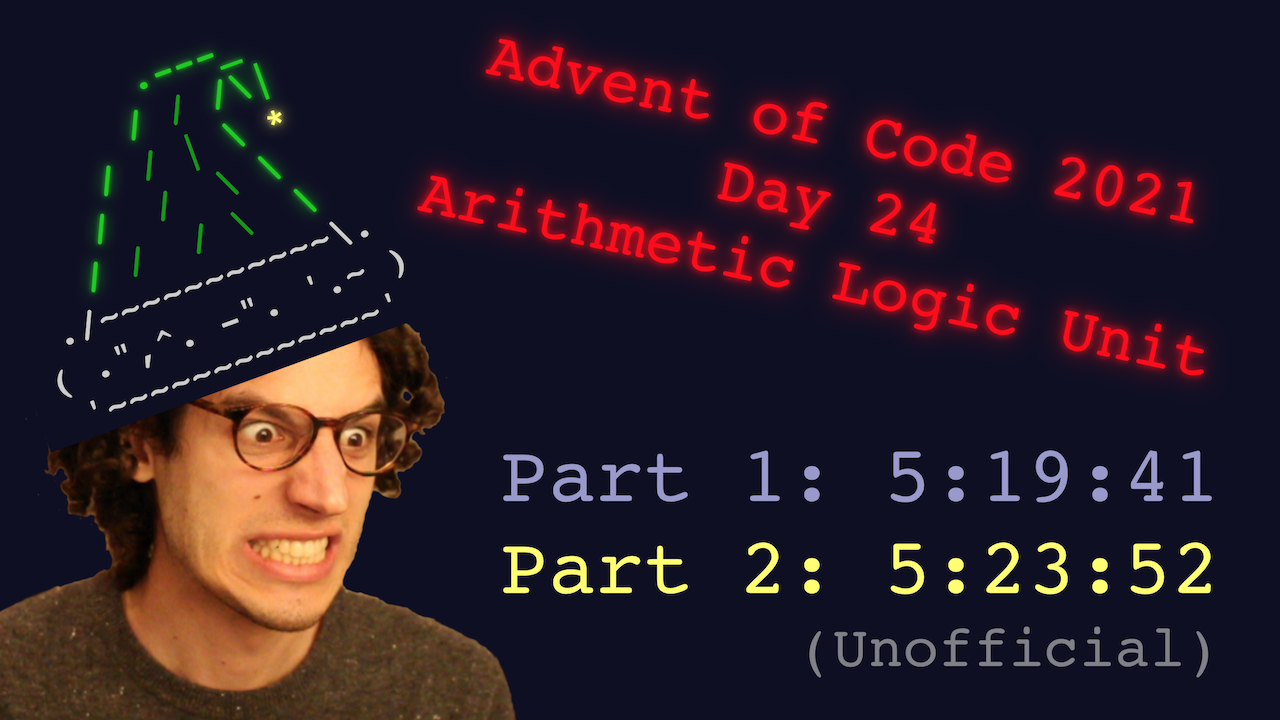 Advent of Code 2021
Day 24
Arithmetic Logic Unit
Part 1: 5:19:41
Part 2: 5:23:52
(Unofficial)